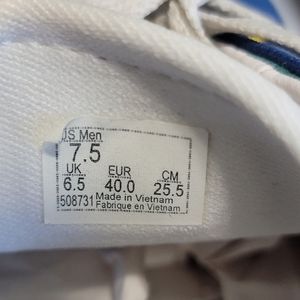 US Men
7.5
UK EUR CM
6.5 40.0 25.5
508731 Made in Vietnam
Fabrique en Vietnam